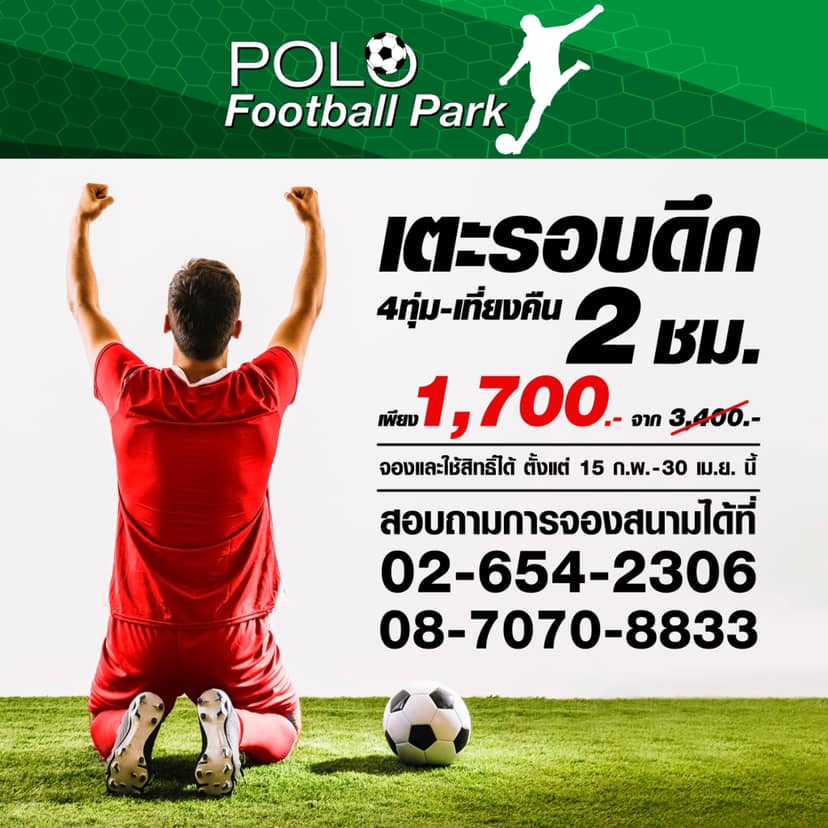 POLO
Football Park
เตะรอบดึก
4ทุ่ม-เที่ยงคืน 2 ชม.
เพียง 1,700.- จาก 3,400.-
จองและใช้สิทธิ์ได้ ตั้งแต่ 15 ก.พ.-30 เม.ย. นี้
สอบถามการจองสนามได้ที่
02-654-2306
08-7070-8833